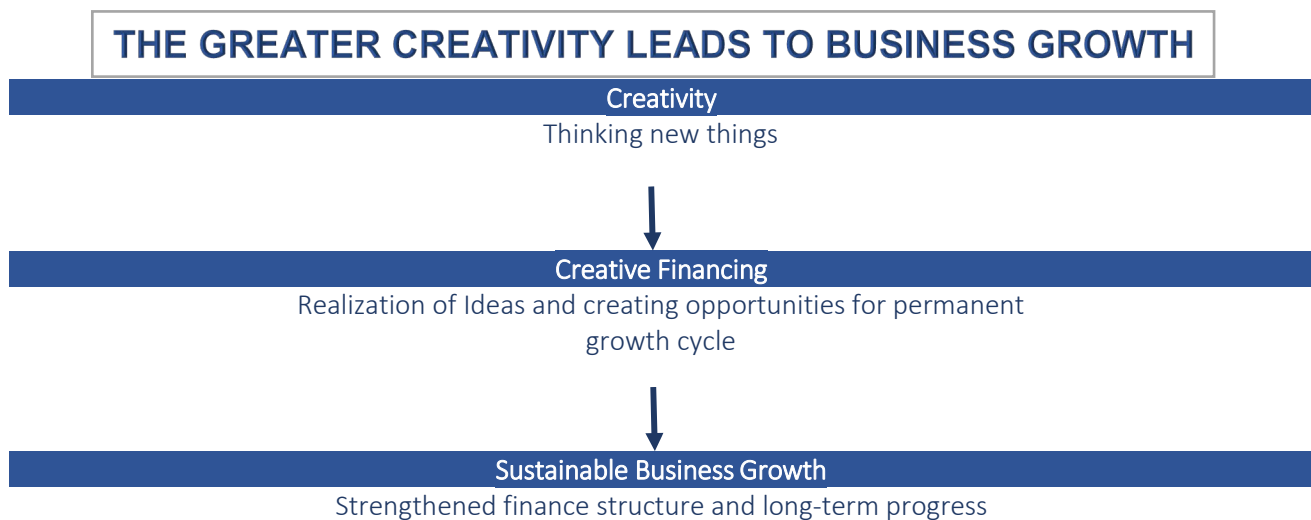 THE GREATER CREATIVITY LEADS TO BUSINESS GROWTH
Creativity
Thinking new things
Creative Financing
Realization of Ideas and creating opportunities for permanent
growth cycle
Sustainable Business Growth
Strengthened finance structure and long-term progress